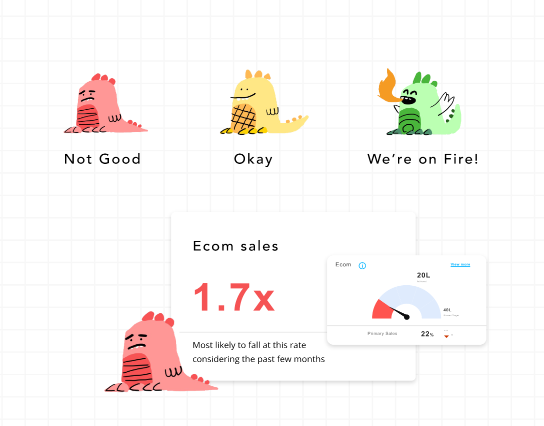 Not Good
Okay
We're on Fire!
Ecom sales
1.7x
Most likely to fall at this rate
considering the past few months
Ecom
View more
20L
40L
Primary Sales
22%